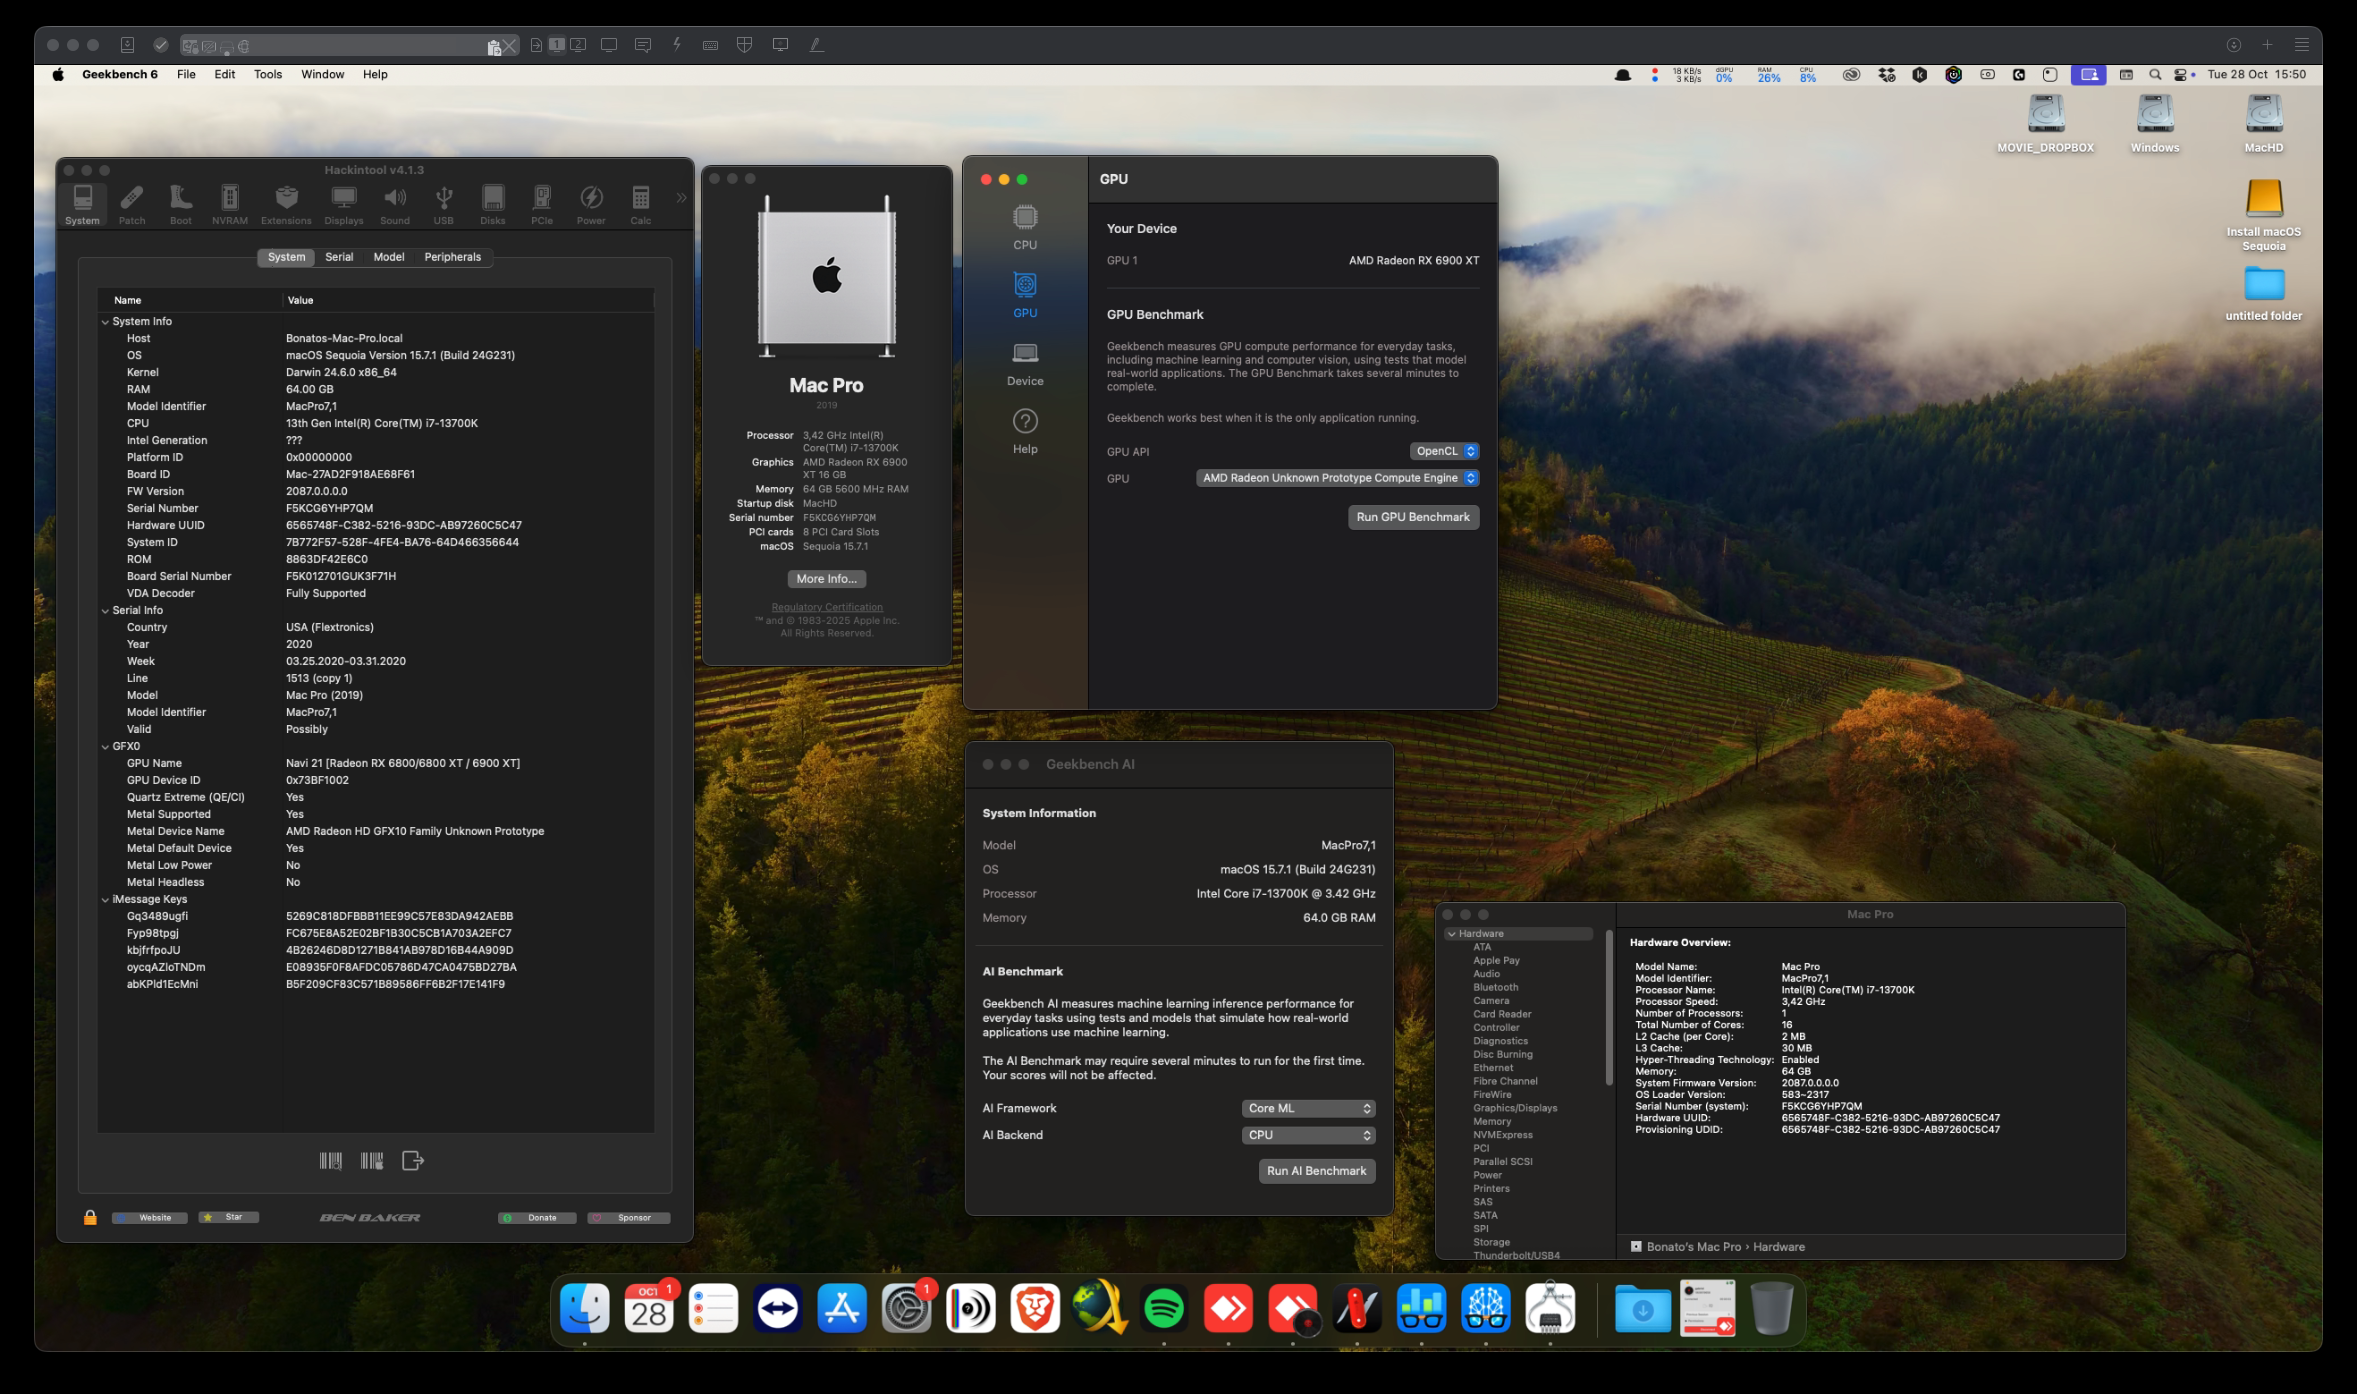 1
2
Geekbench 6 File Edit Tools Window Help
18 KB/s
3 KB/s
dGPU
0%
RAM
26%
CPU
8%
Tue 28 Oct 15:50
MOVIE_DROPBOX
Windows
MacHD
Install macOS
Sequoia
untitled folder
Hackintool v4.1.3
System Patch Boot NVRAM Extensions Displays Sound USB Disks PCIe Power Calc
System Serial Model Peripherals
Name Value
System Info
Host Bonatos-Mac-Pro.local
OS macOS Sequoia Version 15.7.1 (Build 24G231)
Kernel Darwin 24.6.0 x86_64
RAM 64.00 GB
Model Identifier MacPro7,1
CPU 13th Gen Intel(R) Core(TM) i7-13700K
Intel Generation ???
Platform ID 0x00000000
Board ID Mac-27AD2F918AE68F61
FW Version 2087.0.0.0.0
Serial Number F5KCG6YHP7QM
Hardware UUID 6565748F-C382-5216-93DC-AB97260C5C47
System ID 7B772F57-528F-4FE4-BA76-64D466356644
ROM 8863DF42E6C0
Board Serial Number F5K012701GUK3F71H
VDA Decoder Fully Supported
Serial Info
Country USA (Flextronics)
Year 2020
Week 03.25.2020-03.31.2020
Line 1513 (copy 1)
Model Mac Pro (2019)
Model Identifier MacPro7,1
Valid Possibly
GFX0
GPU Name Navi 21 [Radeon RX 6800/6800 XT / 6900 XT]
GPU Device ID 0x73BF1002
Quartz Extreme (QE/CI) Yes
Metal Supported Yes
Metal Device Name AMD Radeon HD GFX10 Family Unknown Prototype
Metal Default Device Yes
Metal Low Power No
Metal Headless No
iMessage Keys
Gq3489ugfi 5269C818DFBBB11EE99C57E83DA942AEBB
Fyp98tpgj FC675E8A52E02BF1B30C5CB1A703A2EFC7
kbjfrfpoJU 4B26246D8D1271B841AB978D16B44A909D
oycqAZloTNDm E08935F0F8AFDC05786D47CA0475BD27BA
abKPld1EcMni B5F209CF83C571B89586FF6B2F17E141F9
Website Star BEN BAKER Donate Sponsor
Mac Pro
2019
Processor 3,42 GHz Intel(R)
Core(TM) i7-13700K
Graphics AMD Radeon RX 6900
XT 16 GB
Memory 64 GB 5600 MHz RAM
Startup disk MacHD
Serial number F5KCG6YHP7QM
PCI cards 8 PCI Card Slots
macOS Sequoia 15.7.1
More Info...
Regulatory Certification
™ and © 1983-2025 Apple Inc.
All Rights Reserved.
CPU
GPU
Device
Help
GPU
Your Device
GPU 1 AMD Radeon RX 6900 XT
GPU Benchmark
Geekbench measures GPU compute performance for everyday tasks,
including machine learning and computer vision, using tests that model
real-world applications. The GPU Benchmark takes several minutes to
complete.
Geekbench works best when it is the only application running.
GPU API OpenCL
GPU AMD Radeon Unknown Prototype Compute Engine
Run GPU Benchmark
Geekbench AI
System Information
Model MacPro7,1
OS macOS 15.7.1 (Build 24G231)
Processor Intel Core i7-13700K @ 3.42 GHz
Memory 64.0 GB RAM
AI Benchmark
Geekbench AI measures machine learning inference performance for
everyday tasks using tests and models that simulate how real-world
applications use machine learning.
The AI Benchmark may require several minutes to run for the first time.
Your scores will not be affected.
AI Framework Core ML
AI Backend CPU
Run AI Benchmark
Mac Pro
Hardware
ATA
Apple Pay
Audio
Bluetooth
Camera
Card Reader
Controller
Diagnostics
Disc Burning
Ethernet
Fibre Channel
FireWire
Graphics/Displays
Memory
NVMExpress
PCI
Parallel SCSI
Power
Printers
SAS
SATA
SPI
Storage
Thunderbolt/USB4
Hardware Overview:
Model Name: Mac Pro
Model Identifier: MacPro7,1
Processor Name: Intel(R) Core(TM) i7-13700K
Processor Speed: 3,42 GHz
Number of Processors: 1
Total Number of Cores: 16
L2 Cache (per Core): 2 MB
L3 Cache: 30 MB
Hyper-Threading Technology: Enabled
Memory: 64 GB
System Firmware Version: 2087.0.0.0.0
OS Loader Version: 583~2317
Serial Number (system): F5KCG6YHP7QM
Hardware UUID: 6565748F-C382-5216-93DC-AB97260C5C47
Provisioning UDID: 6565748F-C382-5216-93DC-AB97260C5C47
Bonato's Mac Pro › Hardware
OCT
28
1
1